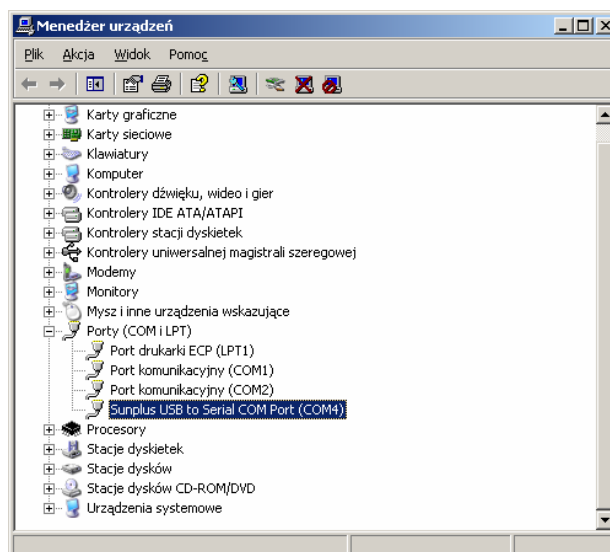 Menedżer urządzeń
Plik Akcja Widok Pomoc
Karty graficzne
Karty sieciowe
Klawiatury
Komputer
Kontrolery dźwięku, wideo i gier
Kontrolery IDE ATA/ATAPI
Kontrolery stacji dyskietek
Kontrolery uniwersalnej magistrali szeregowej
Modemy
Monitory
Mysz i inne urządzenia wskazujące
Porty (COM i LPT)
Port drukarki ECP (LPT1)
Port komunikacyjny (COM1)
Port komunikacyjny (COM2)
Sunplus USB to Serial COM Port (COM4)
Procesory
Stacje dyskietek
Stacje dysków
Stacje dysków CD-ROM/DVD
Urządzenia systemowe